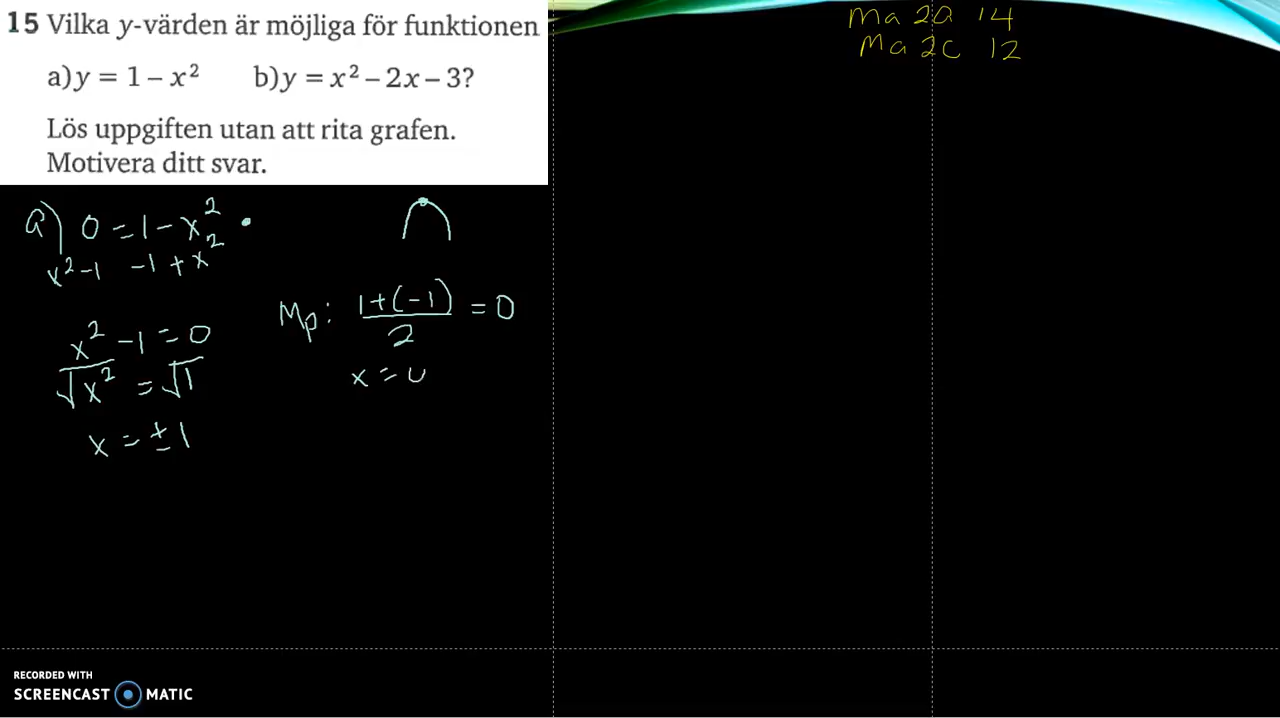 15 Vilka y-värden är möjliga för funktionen
a) y = 1 – x² b) y = x² – 2x – 3?
Lös uppgiften utan att rita grafen.
Motivera ditt svar.
Ma 2a 14
Ma 2c 12
a) 0 = 1 – x²
x² – 1 – 1 + x²
x² – 1 = 0
√x² = √1
x = ± 1
Mp: (1 + (–1))/2 = 0
x = 0
RECORDED WITH
SCREENCAST MATIC